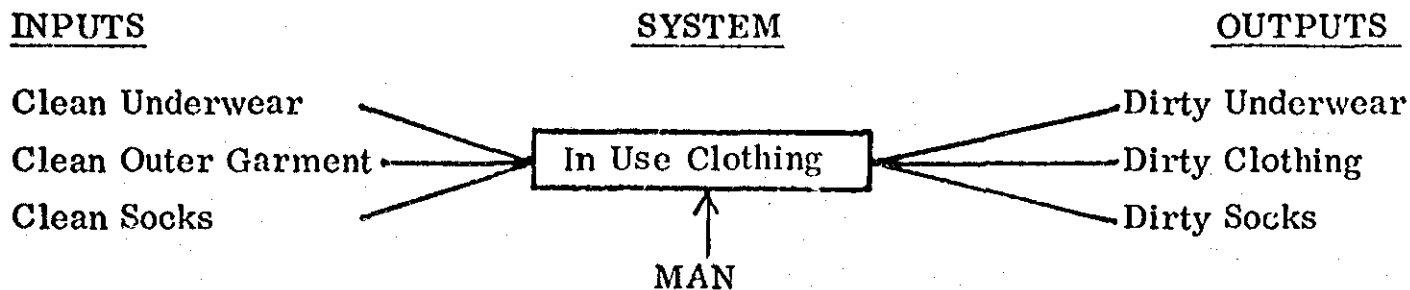 INPUTS SYSTEM OUTPUTS
Clean Underwear Dirty Underwear
Clean Outer Garment In Use Clothing Dirty Clothing
Clean Socks Dirty Socks
MAN